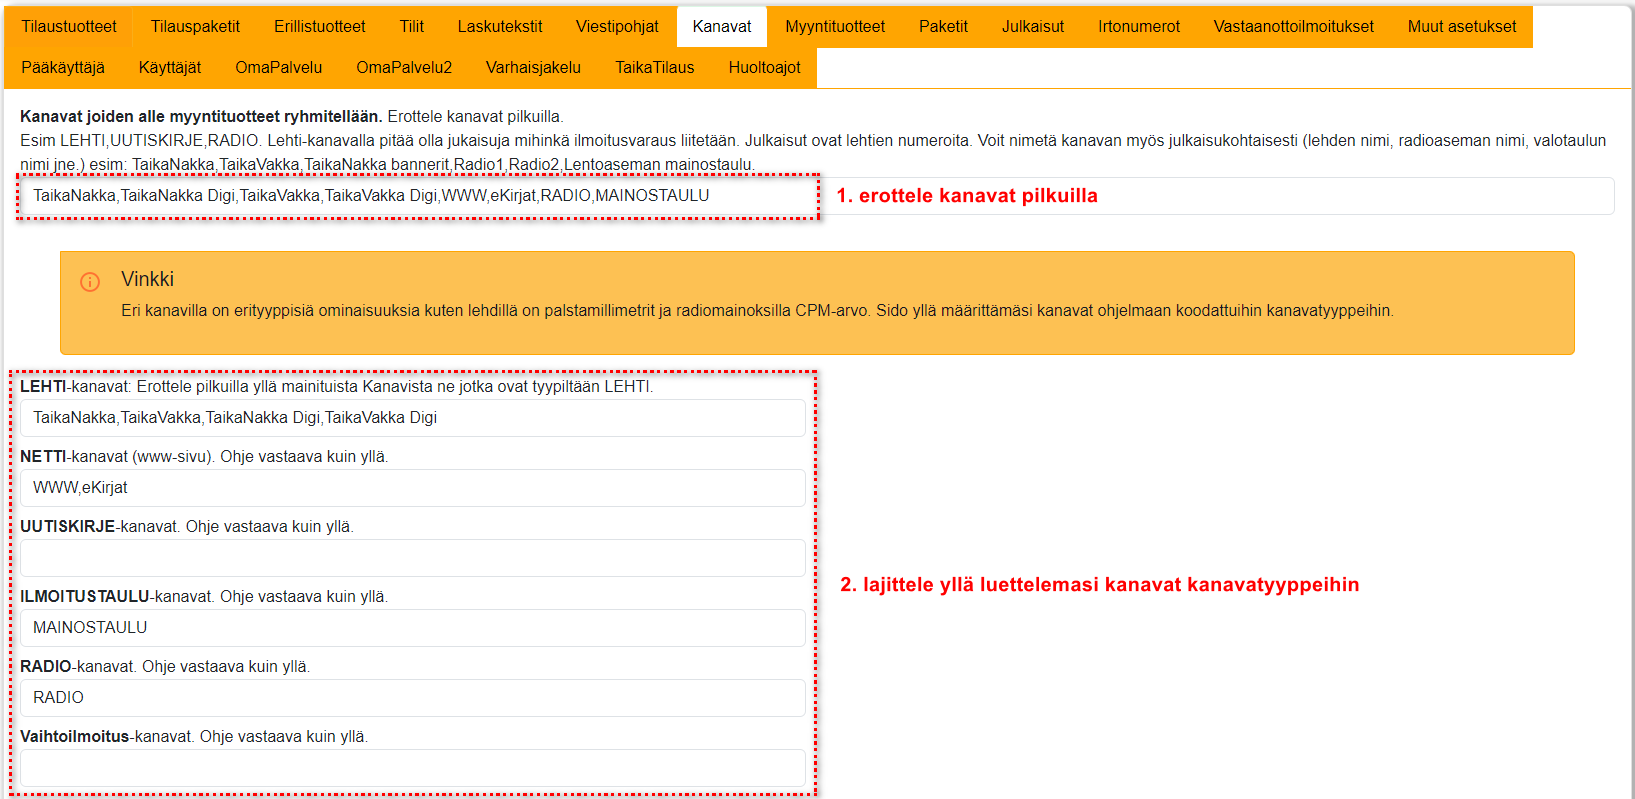 Tilaustuotteet Tilauspaketit Erillistuotteet Tilit Laskutekstit Viestipohjat Kanavat Myyntituotteet Paketit Julkaisut Irtonumerot Vastaanottoilmoitukset Muut asetukset
Pääkäyttäjä Käyttäjät OmaPalvelu OmaPalvelu2 Varhaisjakelu TaikaTilaus Huoltoajot
Kanavat joiden alle myyntituotteet ryhmitellään. Erottele kanavat pilkuilla.
Esim LEHTI,UUTISKIRJE,RADIO. Lehti-kanavalla pitää olla jukaisuja mihinkä ilmoitusvaraus liitetään. Julkaisut ovat lehtien numeroita. Voit nimetä kanavan myös julkaisukohtaisesti (lehden nimi, radioaseman nimi, valotaulun
nimi jne.) esim: TaikaNakka,TaikaVakka,TaikaNakka bannerit,Radio1,Radio2,Lentoaseman mainostaulu.
TaikaNakka,TaikaNakka Digi,TaikaVakka,TaikaVakka Digi,WWW,eKirjat,RADIO,MAINOSTAULU 1. erottele kanavat pilkuilla
Vinkki
Eri kanavilla on erityyppisiä ominaisuuksia kuten lehdillä on palstamillimetrit ja radiomainoksilla CPM-arvo. Sido yllä määrittämäsi kanavat ohjelmaan koodattuihin kanavatyyppeihin.
LEHTI-kanavat: Erottele pilkuilla yllä mainituista Kanavista ne jotka ovat tyypiltään LEHTI.
TaikaNakka,TaikaVakka,TaikaNakka Digi,TaikaVakka Digi
NETTI-kanavat (www-sivu). Ohje vastaava kuin yllä.
WWW,eKirjat
UUTISKIRJE-kanavat. Ohje vastaava kuin yllä.
2. lajittele yllä luettelemasi kanavat kanavatyyppeihin
ILMOITUSTAULU-kanavat. Ohje vastaava kuin yllä.
MAINOSTAULU
RADIO-kanavat. Ohje vastaava kuin yllä.
RADIO
Vaihtoilmoitus-kanavat. Ohje vastaava kuin yllä.